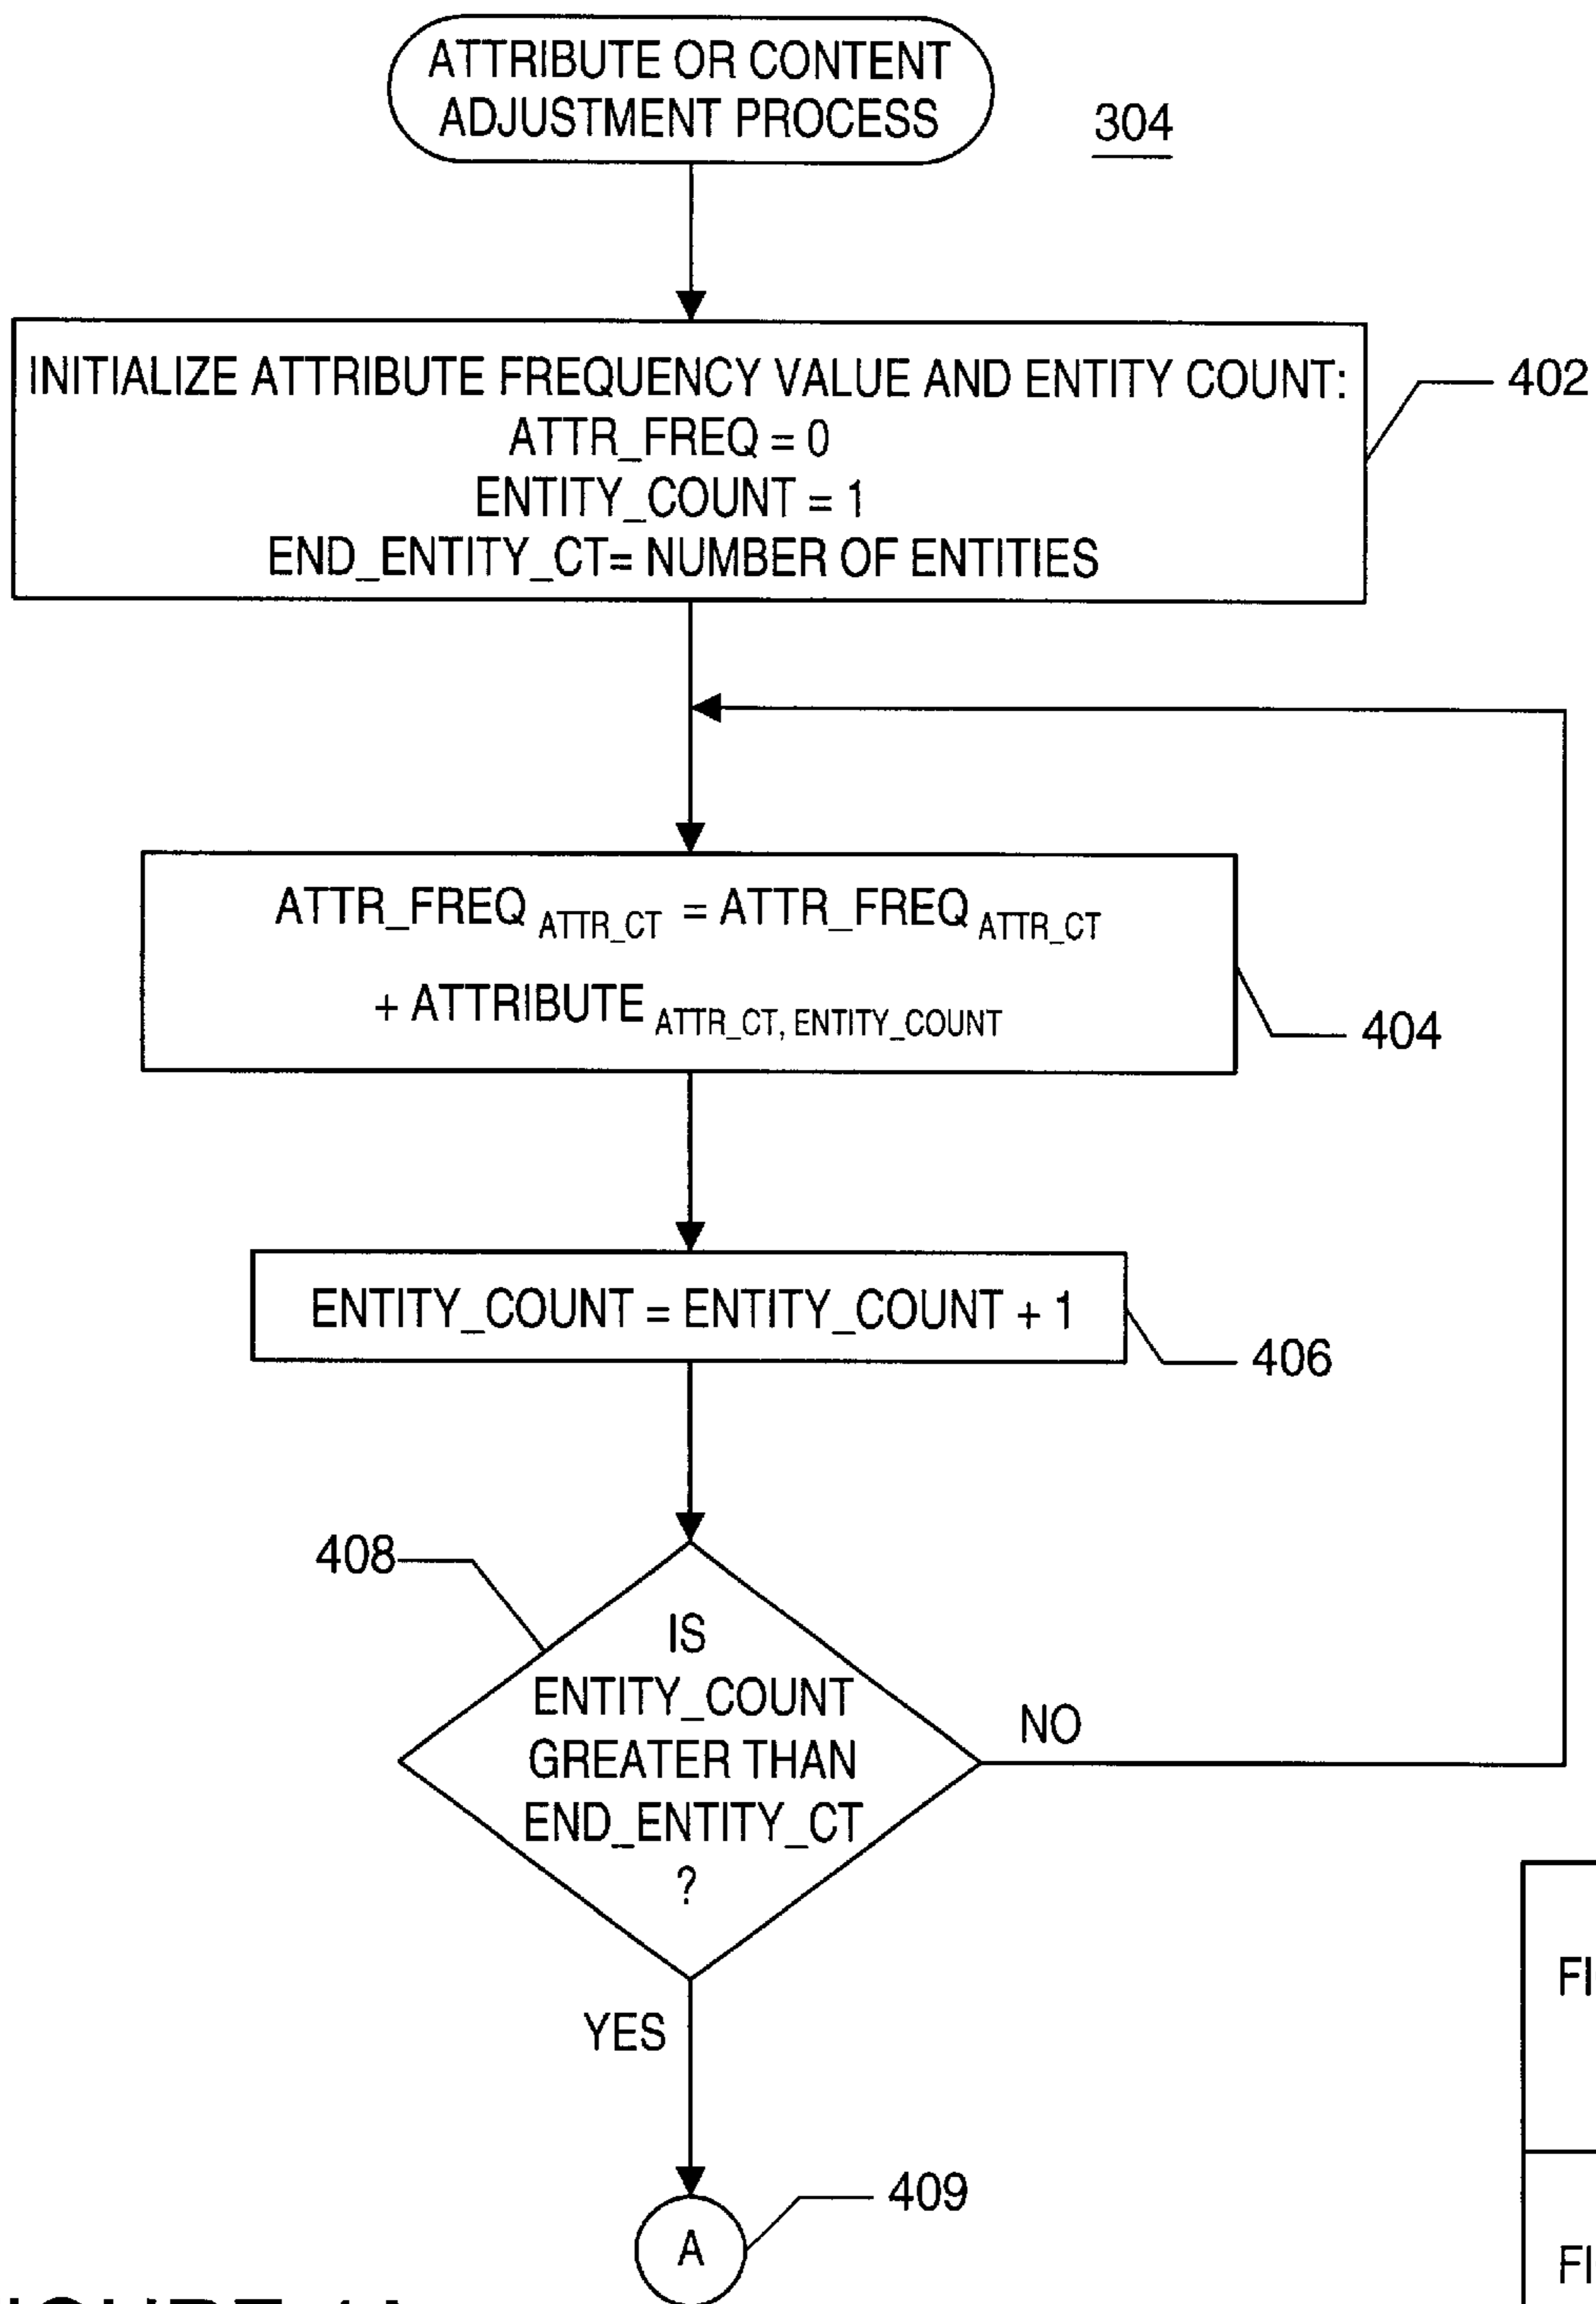 ATTRIBUTE OR CONTENT
ADJUSTMENT PROCESS
304
INITIALIZE ATTRIBUTE FREQUENCY VALUE AND ENTITY COUNT:
ATTR_FREQ = 0
ENTITY_COUNT = 1
END_ENTITY_CT= NUMBER OF ENTITIES
402
ATTR_FREQ ATTR_CT = ATTR_FREQ ATTR_CT
+ ATTRIBUTE ATTR_CT, ENTITY_COUNT
404
ENTITY_COUNT = ENTITY_COUNT + 1
406
408
IS
ENTITY_COUNT
GREATER THAN
END_ENTITY_CT
?
NO
YES
A
409